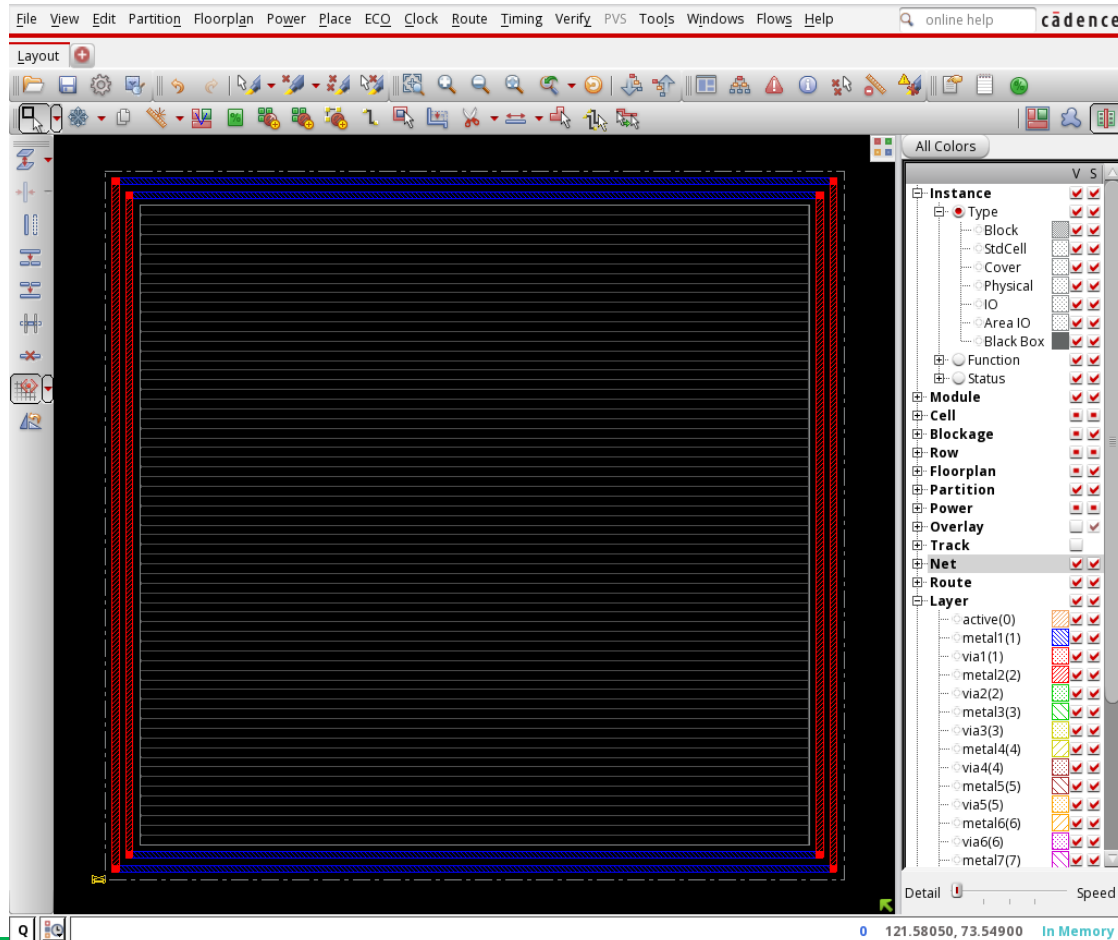 File View Edit Partition Floorplan Power Place ECO Clock Route Timing Verify PVS Tools Windows Flows Help online help cādence
Layout
All Colors
V S
Instance
Type
Block
StdCell
Cover
Physical
IO
Area IO
Black Box
Function
Status
Module
Cell
Blockage
Row
Floorplan
Partition
Power
Overlay
Track
Net
Route
Layer
active(0)
metal1(1)
via1(1)
metal2(2)
via2(2)
metal3(3)
via3(3)
metal4(4)
via4(4)
metal5(5)
via5(5)
metal6(6)
via6(6)
metal7(7)
Detail Speed
Q 0 121.58050, 73.54900 In Memory